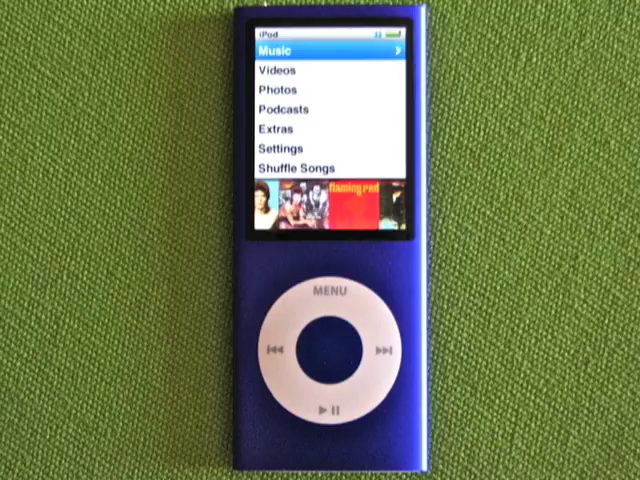 iPod
Music
Videos
Photos
Podcasts
Extras
Settings
Shuffle Songs
flaming red
MENU